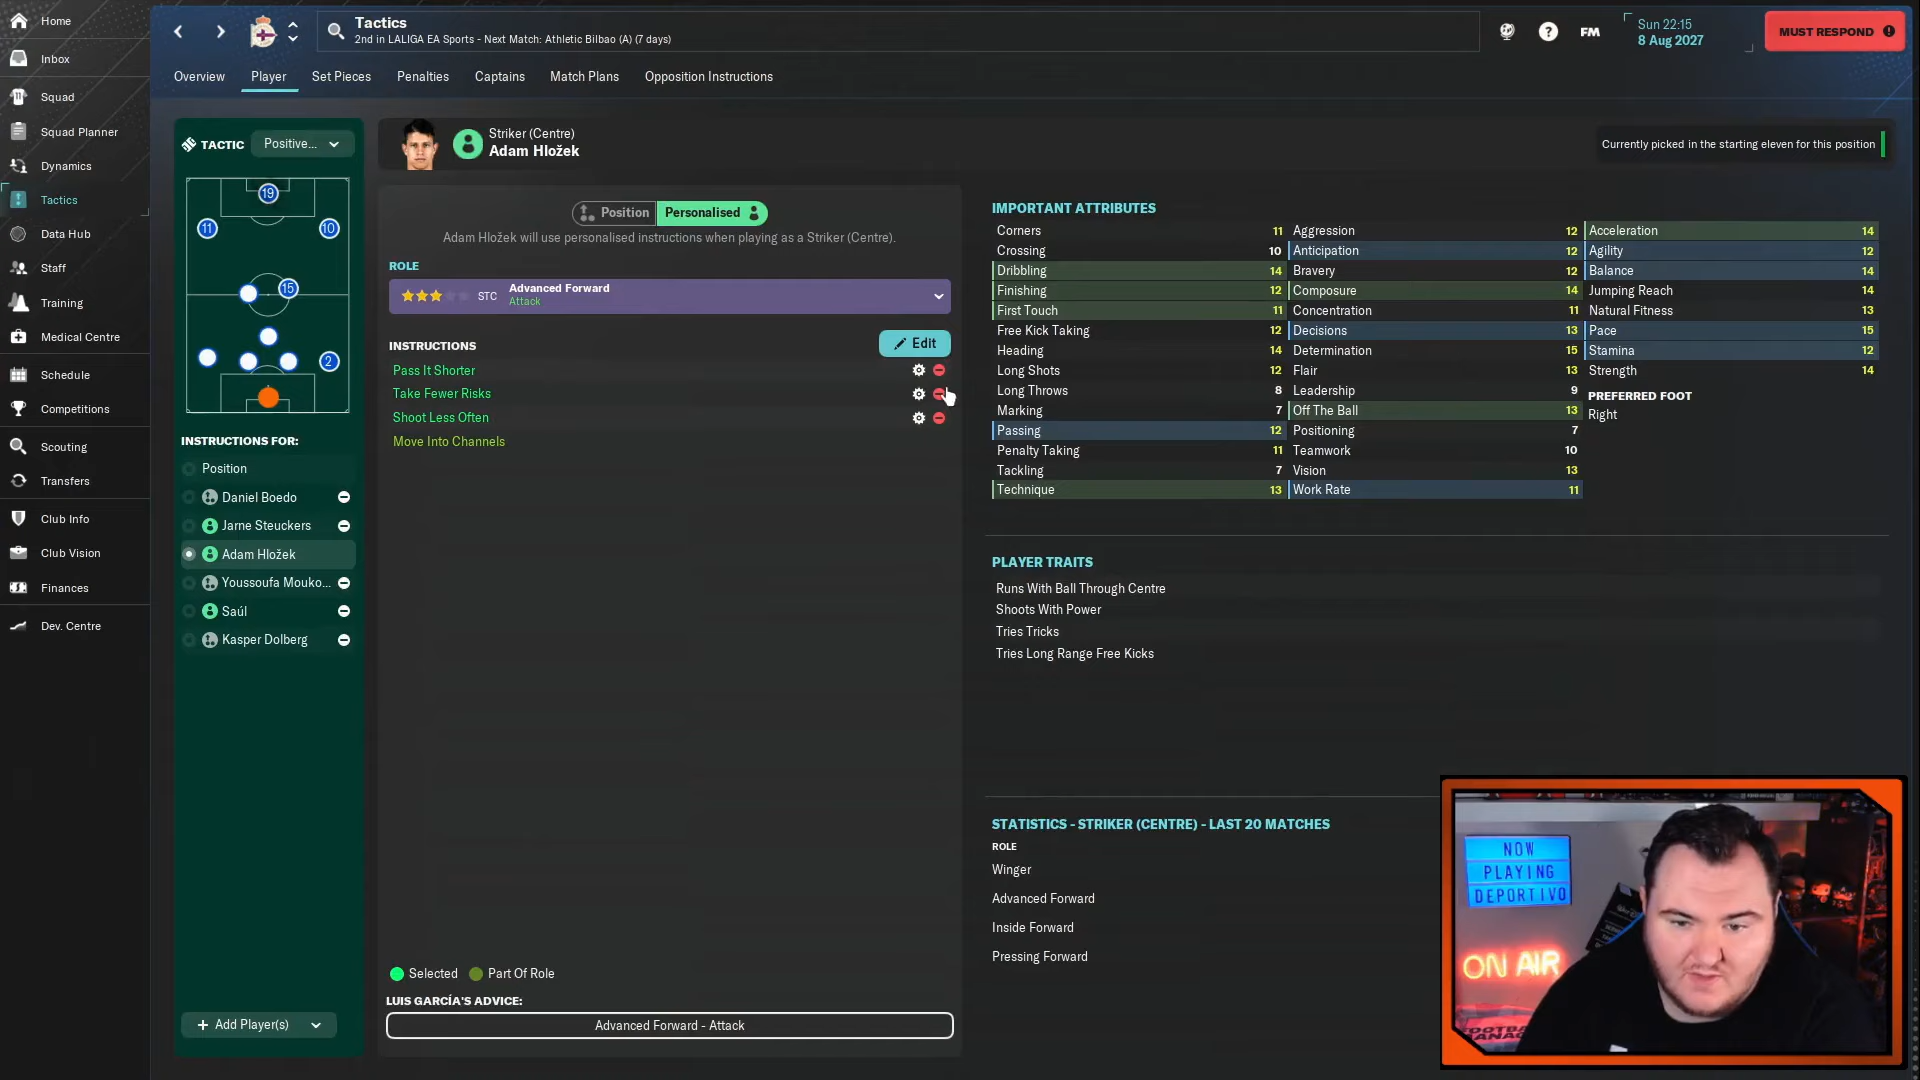 Home
Inbox
Squad
Squad Planner
Dynamics
Tactics
Data Hub
Staff
Training
Medical Centre
Schedule
Competitions
Scouting
Transfers
Club Info
Club Vision
Finances
Dev. Centre
Tactics
2nd in LALIGA EA Sports - Next Match: Athletic Bilbao (A) (7 days)
?
FM
Sun 22:15
8 Aug 2027
MUST RESPOND
Overview
Player
Set Pieces
Penalties
Captains
Match Plans
Opposition Instructions
TACTIC
Positive...
19
11
10
15
2
INSTRUCTIONS FOR:
Position
Daniel Boedo
Jarne Steuckers
Adam Hložek
Youssoufa Mouko...
Saúl
Kasper Dolberg
+ Add Player(s)
Striker (Centre)
Adam Hložek
Currently picked in the starting eleven for this position
Position
Personalised
Adam Hložek will use personalised instructions when playing as a Striker (Centre).
ROLE
STC
Advanced Forward
Attack
INSTRUCTIONS
Edit
Pass It Shorter
Take Fewer Risks
Shoot Less Often
Move Into Channels
Selected
Part Of Role
LUIS GARCÍA'S ADVICE:
Advanced Forward - Attack
IMPORTANT ATTRIBUTES
Corners 11
Crossing 10
Dribbling 14
Finishing 12
First Touch 11
Free Kick Taking 12
Heading 14
Long Shots 12
Long Throws 8
Marking 7
Passing 12
Penalty Taking 11
Tackling 7
Technique 13
Aggression 12
Anticipation 12
Bravery 12
Composure 14
Concentration 11
Decisions 13
Determination 15
Flair 13
Leadership 9
Off The Ball 13
Positioning 7
Teamwork 10
Vision 13
Work Rate 11
Acceleration 14
Agility 12
Balance 14
Jumping Reach 14
Natural Fitness 13
Pace 15
Stamina 12
Strength 14
PREFERRED FOOT
Right
PLAYER TRAITS
Runs With Ball Through Centre
Shoots With Power
Tries Tricks
Tries Long Range Free Kicks
STATISTICS - STRIKER (CENTRE) - LAST 20 MATCHES
ROLE
Winger
Advanced Forward
Inside Forward
Pressing Forward
NOW
PLAYING
DEPORTIVO
ON AIR